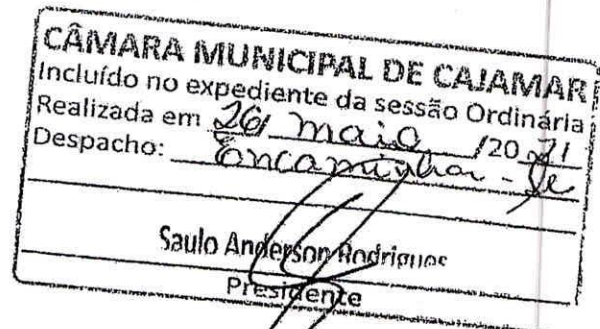 CÂMARA MUNICIPAL DE CAJAMAR
Incluído no expediente da sessão Ordinária
Realizada em 26/ maio /20 21
Despacho: Encaminhar-se
Saulo Anderson Rodrigues
Presidente